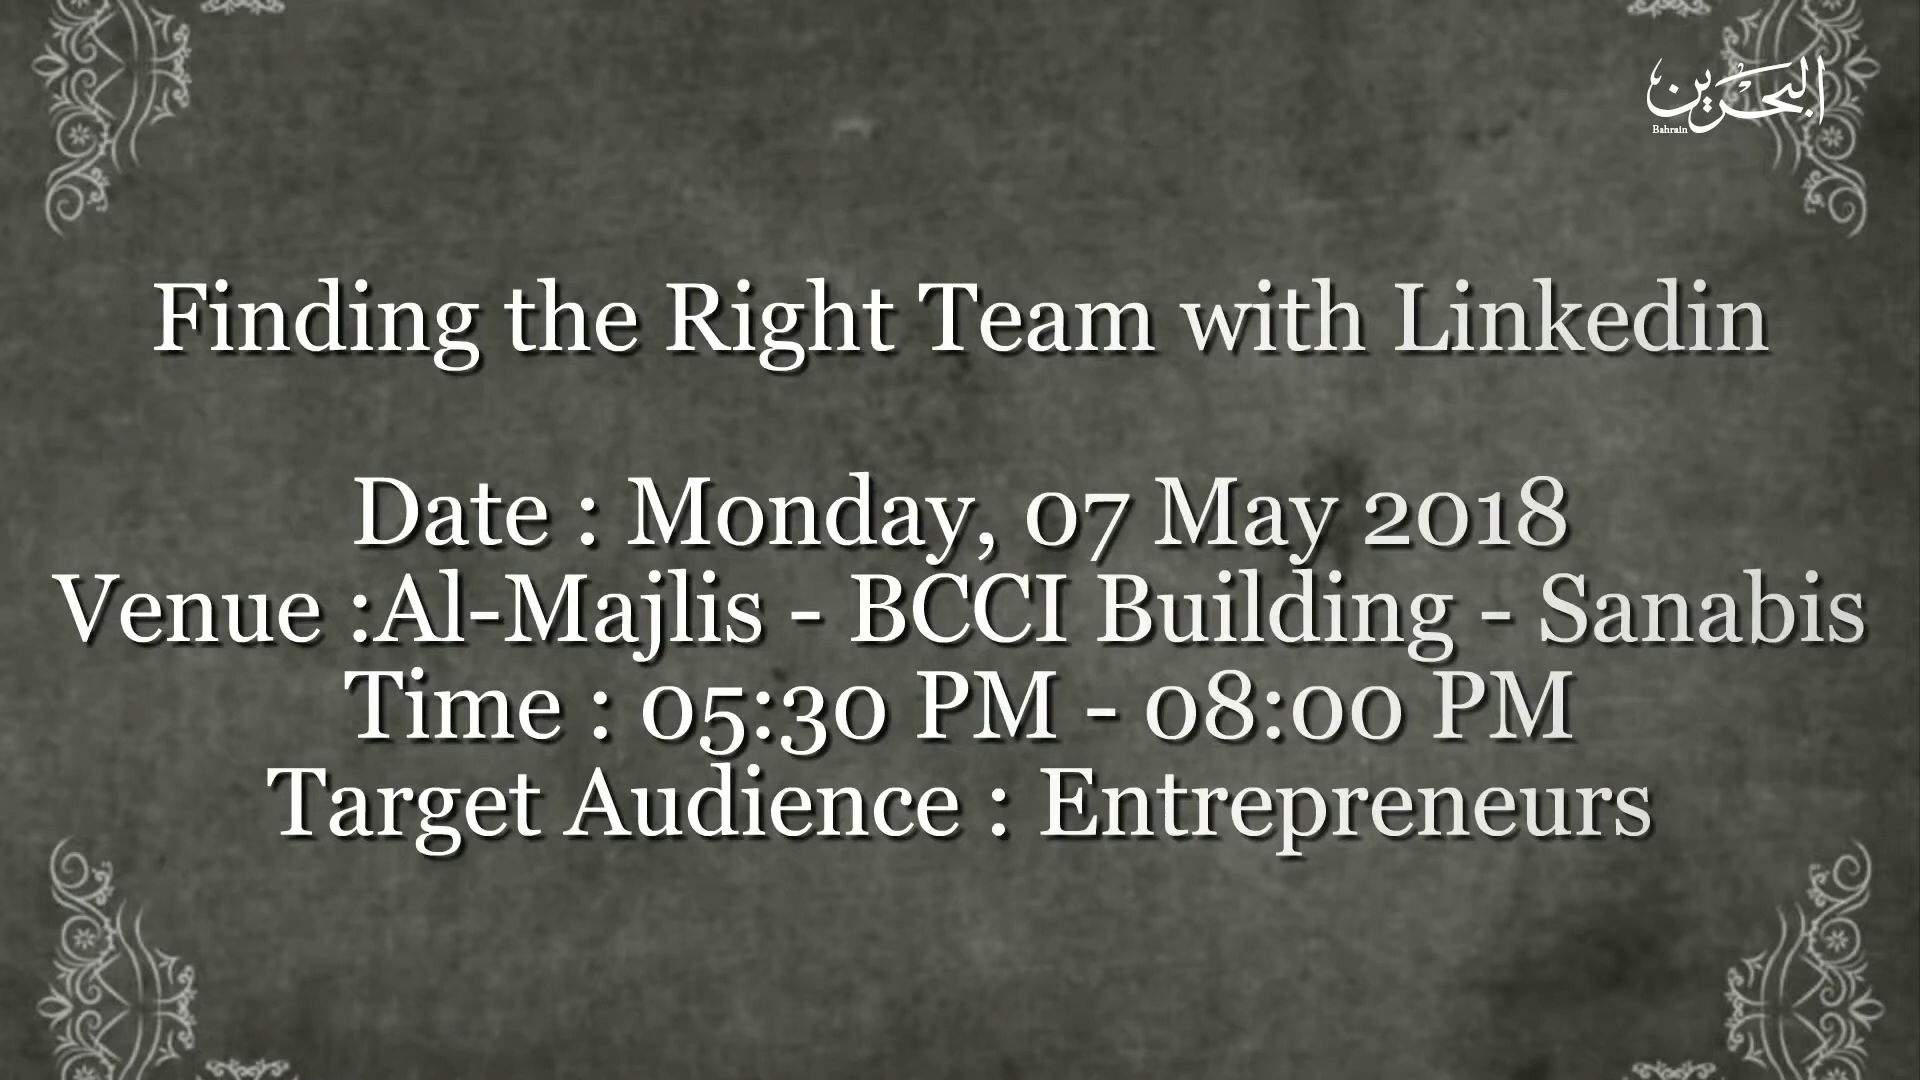 البحرين
Bahrain
Finding the Right Team with Linkedin
Date : Monday, 07 May 2018
Venue :Al-Majlis - BCCI Building - Sanabis
Time : 05:30 PM - 08:00 PM
Target Audience : Entrepreneurs